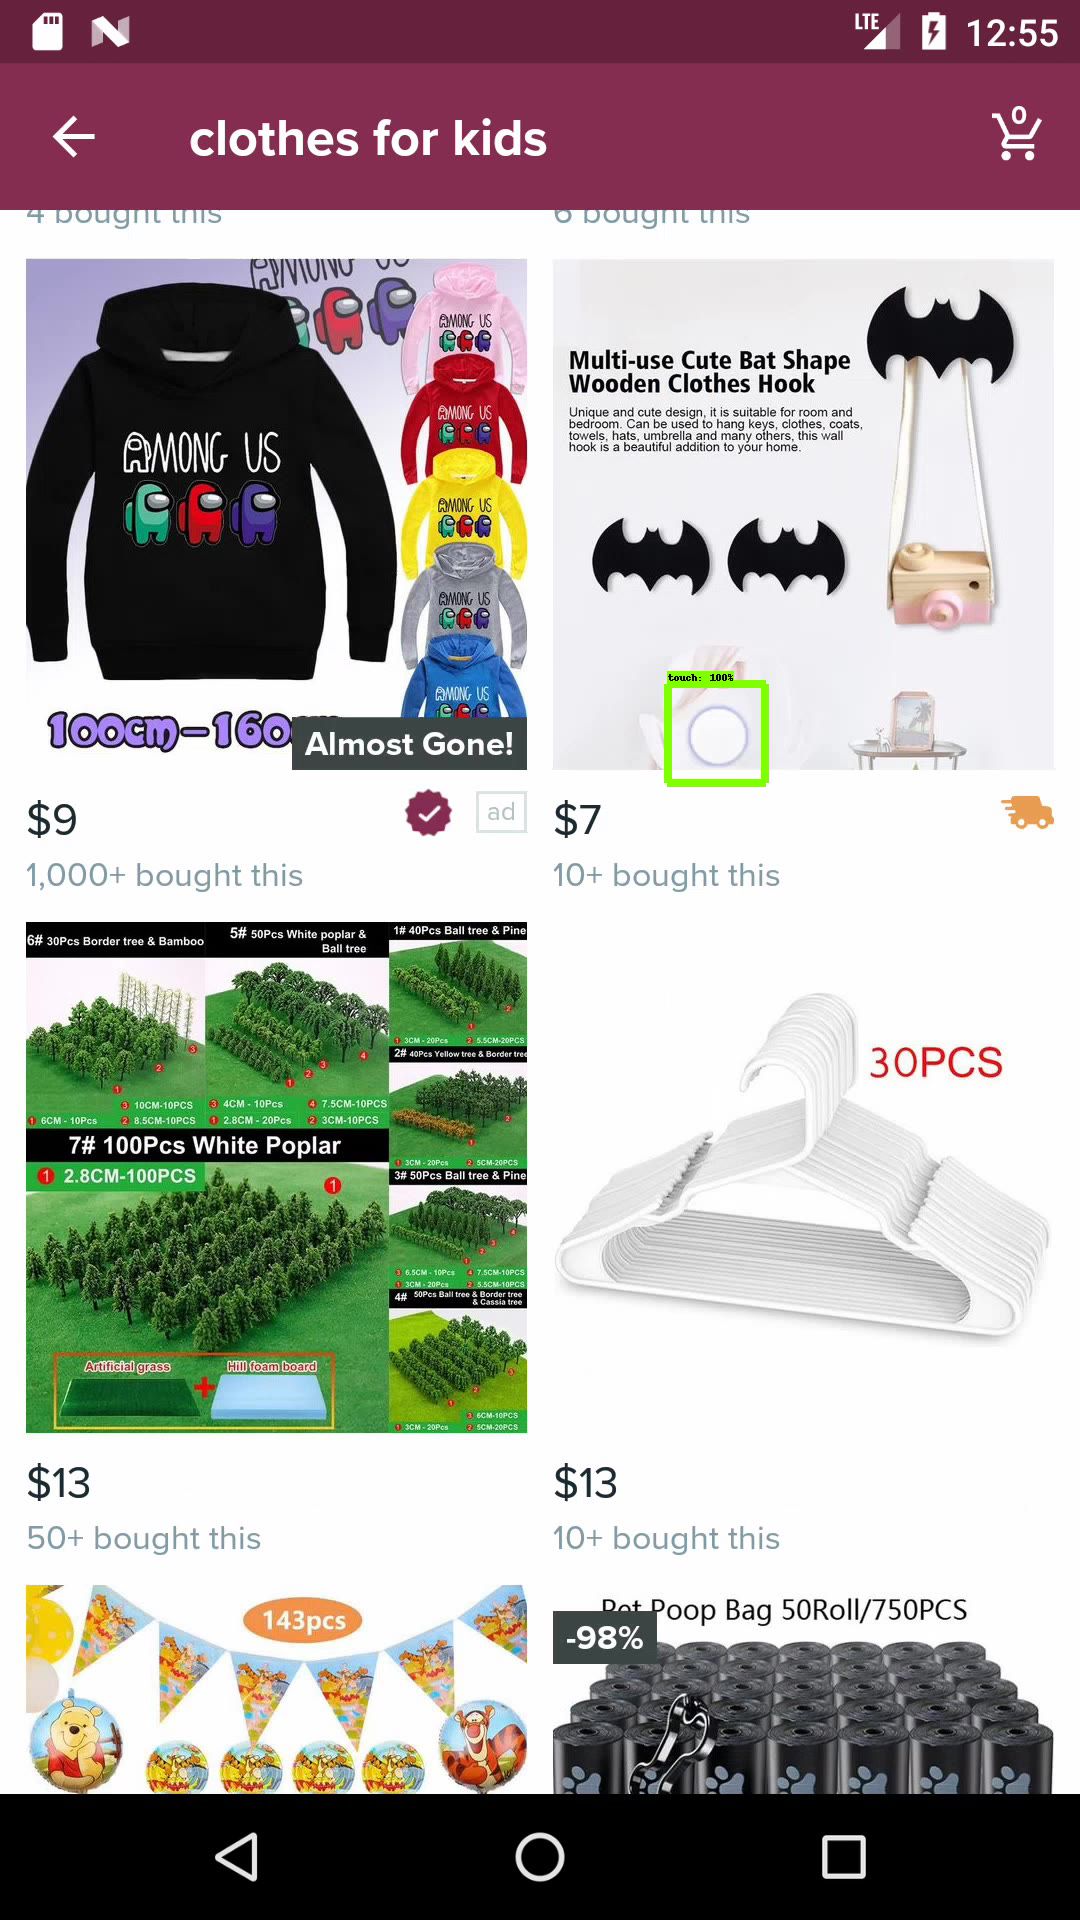 LTE
12:55
clothes for kids
0
4 bought this
6 bought this
AMONG US
AMONG US
AMONG US
AMONG US
AMONG US
AMONG US
AMONG US
100cm-160
Almost Gone!
$9
ad
1,000+ bought this
Multi-use Cute Bat Shape
Wooden Clothes Hook
Unique and cute design, it is suitable for room and
bedroom. Can be used to hang keys, clothes, coats,
towels, hats, umbrella and many others, this wall
hook is a beautiful addition to your home.
touch: 100%
$7
10+ bought this
6# 30Pcs Border tree & Bamboo
3 10CM-10PCS
1 6CM - 10Pcs 2 8.5CM-10PCS
5# 50Pcs White poplar &
Ball tree
3 4CM - 10Pcs 4 7.5CM-10PCS
1 2.8CM - 20Pcs 2 3CM-10PCS
1# 40Pcs Ball tree & Pine
1 3CM - 20Pcs 2 5.5CM-20PCS
2# 40Pcs Yellow tree & Border tree
1 3CM - 20Pcs 2 5CM-20PCS
7# 100Pcs White Poplar
1 2.8CM-100PCS
1
3# 50Pcs Ball tree & Pine
3 6.5CM - 10Pcs 4 7.5CM-10PCS
1 3CM - 20Pcs 2 5.5CM-10PCS
4# 50Pcs Ball tree & Border tree
& Cassia tree
3 6CM-10PCS
1 3CM - 20Pcs 2 5CM-20PCS
Artificial grass + Hill foam board
$13
50+ bought this
30PCS
$13
10+ bought this
143pcs
Pet Poop Bag 50Roll/750PCS
-98%